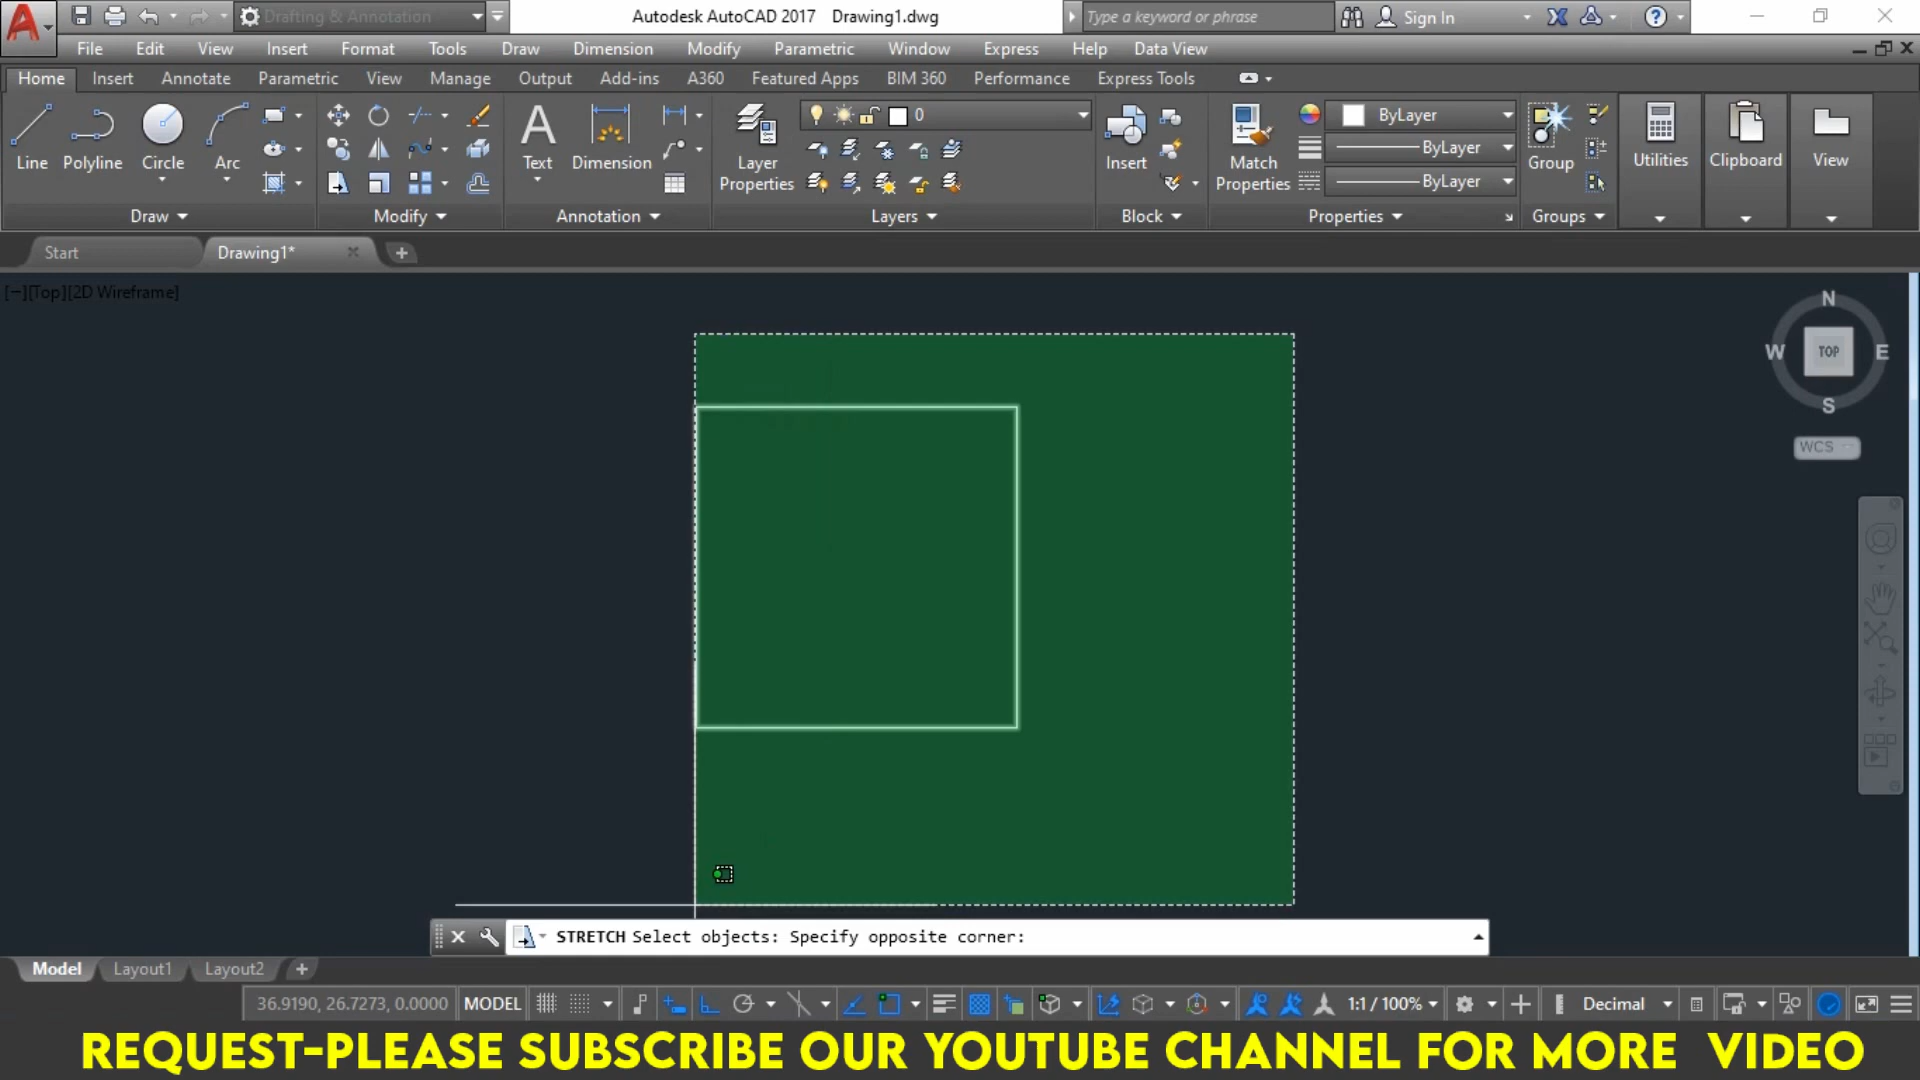 Drafting & Annotation
Autodesk AutoCAD 2017 Drawing1.dwg
Type a keyword or phrase
Sign In
File Edit View Insert Format Tools Draw Dimension Modify Parametric Window Express Help Data View
Home Insert Annotate Parametric View Manage Output Add-ins A360 Featured Apps BIM 360 Performance Express Tools
0
ByLayer
ByLayer
ByLayer
Line Polyline Circle Arc
Text Dimension
Layer Properties
Insert
Match Properties
Group
Utilities Clipboard View
Draw Modify Annotation Layers Block Properties Groups
Start Drawing1*
[−][Top][2D Wireframe]
N
W TOP E
S
WCS
STRETCH Select objects: Specify opposite corner:
Model Layout1 Layout2
36.9190, 26.7273, 0.0000 MODEL 1:1 / 100% Decimal
REQUEST-PLEASE SUBSCRIBE OUR YOUTUBE CHANNEL FOR MORE VIDEO